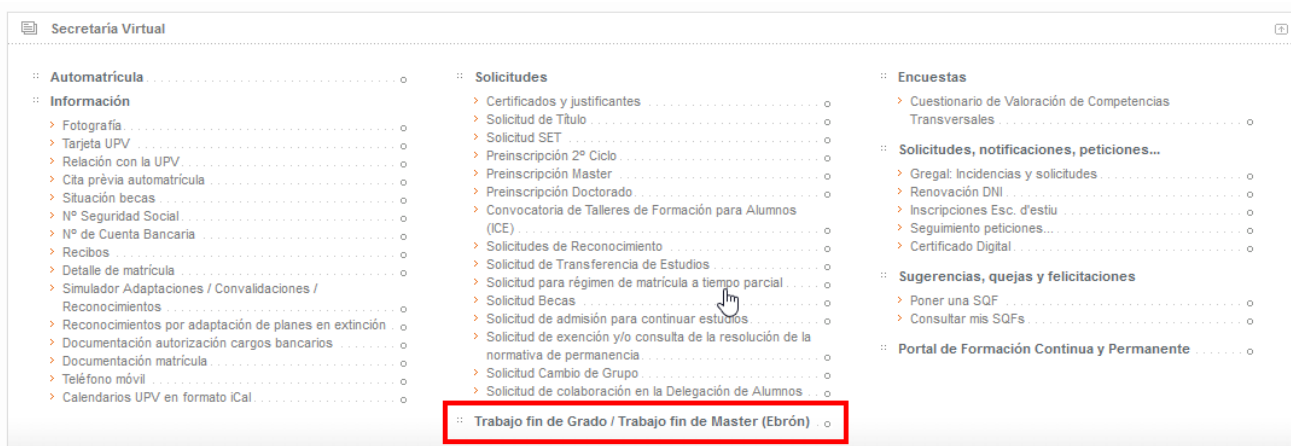 Secretaría Virtual
Automatrícula
Información
Fotografía
Tarjeta UPV
Relación con la UPV
Cita prèvia automatrícula
Situación becas
Nº Seguridad Social
Nº de Cuenta Bancaria
Recibos
Detalle de matrícula
Simulador Adaptaciones / Convalidaciones /
Reconocimientos
Reconocimientos por adaptación de planes en extinción
Documentación autorización cargos bancarios
Documentación matrícula
Teléfono móvil
Calendarios UPV en formato iCal
Solicitudes
Certificados y justificantes
Solicitud de Título
Solicitud SET
Preinscripción 2º Ciclo
Preinscripción Master
Preinscripción Doctorado
Convocatoria de Talleres de Formación para Alumnos
(ICE)
Solicitudes de Reconocimiento
Solicitud de Transferencia de Estudios
Solicitud para régimen de matrícula a tiempo parcial
Solicitud Becas
Solicitud de admisión para continuar estudios
Solicitud de exención y/o consulta de la resolución de la
normativa de permanencia
Solicitud Cambio de Grupo
Solicitud de colaboración en la Delegación de Alumnos
Trabajo fin de Grado / Trabajo fin de Master (Ebrón)
Encuestas
Cuestionario de Valoración de Competencias
Transversales
Solicitudes, notificaciones, peticiones...
Gregal: Incidencias y solicitudes
Renovación DNI
Inscripciones Esc. d'estiu
Seguimiento peticiones...
Certificado Digital
Sugerencias, quejas y felicitaciones
Poner una SQF
Consultar mis SQFs
Portal de Formación Continua y Permanente